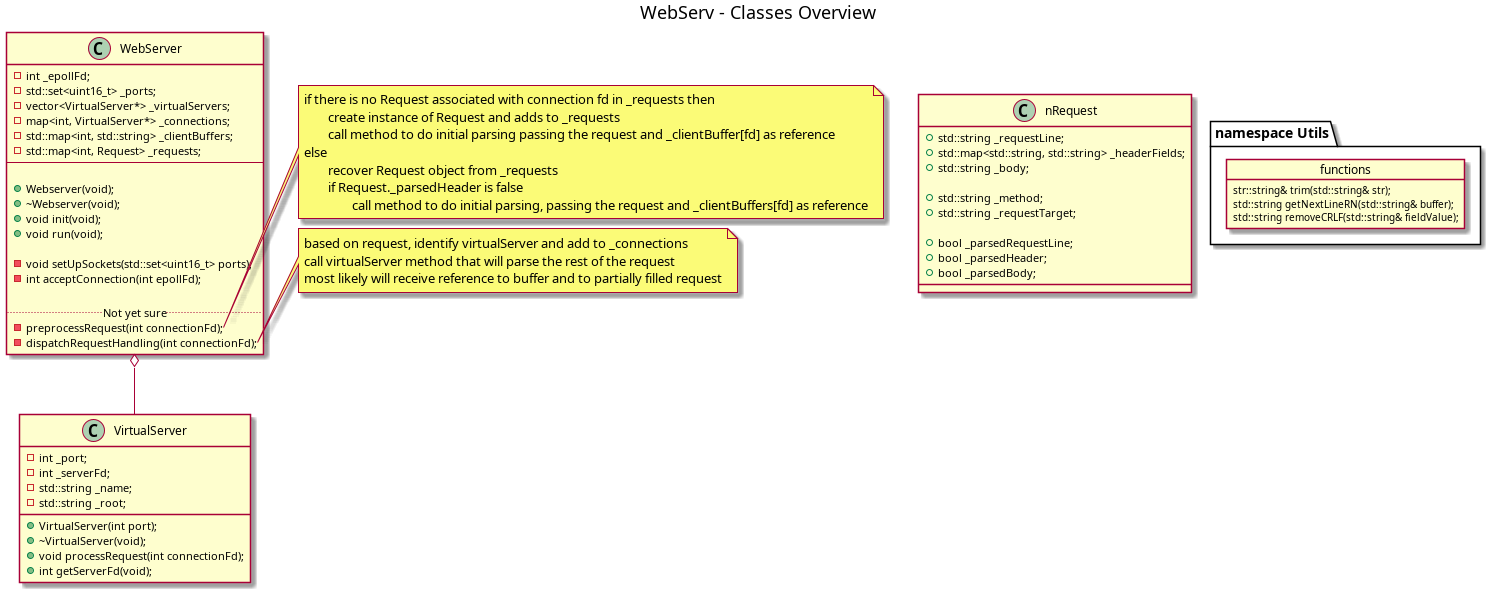 WebServ - Classes Overview
C WebServer
int _epollFd;
std::set<uint16_t> _ports;
vector<VirtualServer*> _virtualServers;
map<int, VirtualServer*> _connections;
std::map<int, std::string> _clientBuffers;
std::map<int, Request> _requests;
Webserver(void);
~Webserver(void);
void init(void);
void run(void);
void setUpSockets(std::set<uint16_t> ports);
int acceptConnection(int epollFd);
Not yet sure
preprocessRequest(int connectionFd);
dispatchRequestHandling(int connectionFd);
if there is no Request associated with connection fd in _requests then
create instance of Request and adds to _requests
call method to do initial parsing passing the request and _clientBuffer[fd] as reference
else
recover Request object from _requests
if Request._parsedHeader is false
call method to do initial parsing, passing the request and _clientBuffers[fd] as reference
based on request, identify virtualServer and add to _connections
call virtualServer method that will parse the rest of the request
most likely will receive reference to buffer and to partially filled request
C nRequest
std::string _requestLine;
std::map<std::string, std::string> _headerFields;
std::string _body;
std::string _method;
std::string _requestTarget;
bool _parsedRequestLine;
bool _parsedHeader;
bool _parsedBody;
namespace Utils
functions
str::string& trim(std::string& str);
std::string getNextLineRN(std::string& buffer);
std::string removeCRLF(std::string& fieldValue);
C VirtualServer
int _port;
int _serverFd;
std::string _name;
std::string _root;
VirtualServer(int port);
~VirtualServer(void);
void processRequest(int connectionFd);
int getServerFd(void);